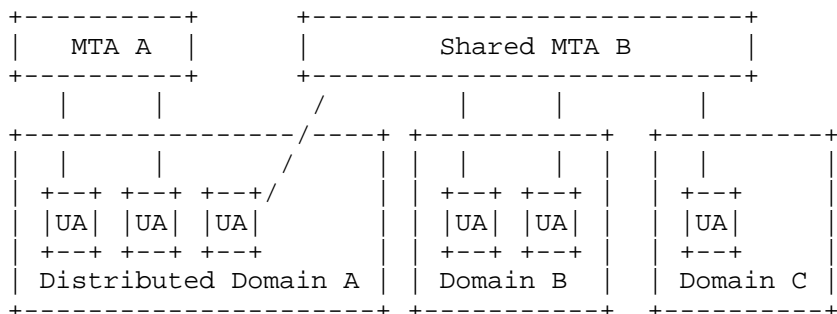 MTA A Shared MTA B
UA UA UA UA UA UA
Distributed Domain A Domain B Domain C